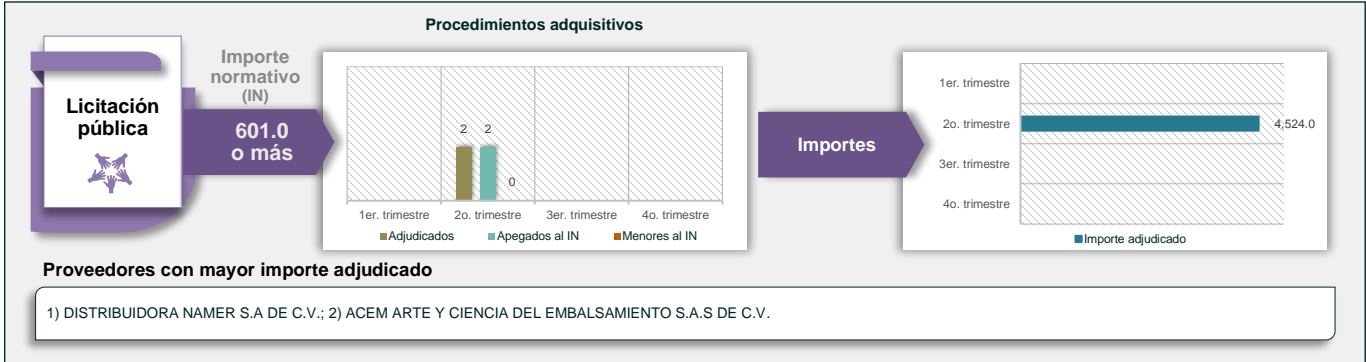 Procedimientos adquisitivos
Licitación
pública
Importe
normativo
(IN)
601.0
o más
2
2
0
1er. trimestre
2o. trimestre
3er. trimestre
4o. trimestre
Adjudicados
Apegados al IN
Menores al IN
Importes
1er. trimestre
2o. trimestre
4,524.0
3er. trimestre
4o. trimestre
Importe adjudicado
Proveedores con mayor importe adjudicado
1) DISTRIBUIDORA NAMER S.A DE C.V.; 2) ACEM ARTE Y CIENCIA DEL EMBALSAMIENTO S.A.S DE C.V.